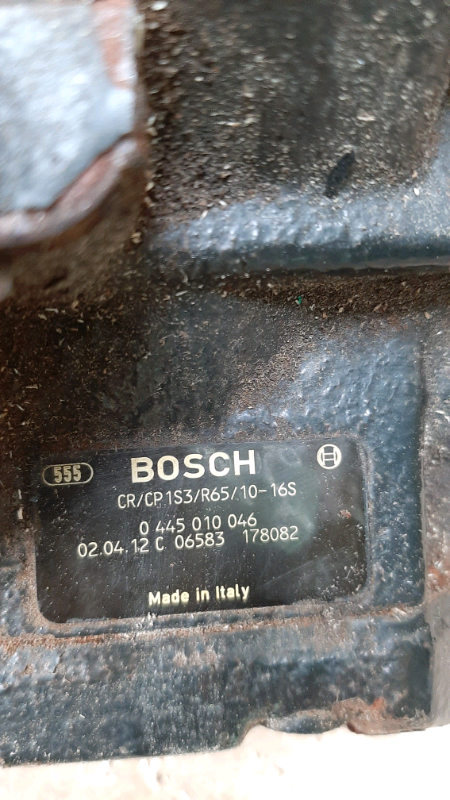 555 BOSCH
CR/CP1S3/R65/10-16S
0 445 010 046
02.04.12 C 06583 178082
Made in Italy